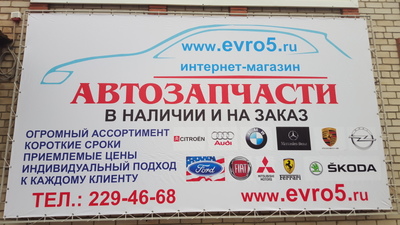 www.evro5.ru
интернет-магазин
АВТОЗАПЧАСТИ
В НАЛИЧИИ И НА ЗАКАЗ
ОГРОМНЫЙ АССОРТИМЕНТ
КОРОТКИЕ СРОКИ
ПРИЕМЛЕМЫЕ ЦЕНЫ
ИНДИВИДУАЛЬНЫЙ ПОДХОД
К КАЖДОМУ КЛИЕНТУ
CITROËN Audi Mercedes-Benz
Ford FIAT MITSUBISHI MOTORS Ferrari ŠKODA
ТЕЛ.: 229-46-68 www.evro5.ru